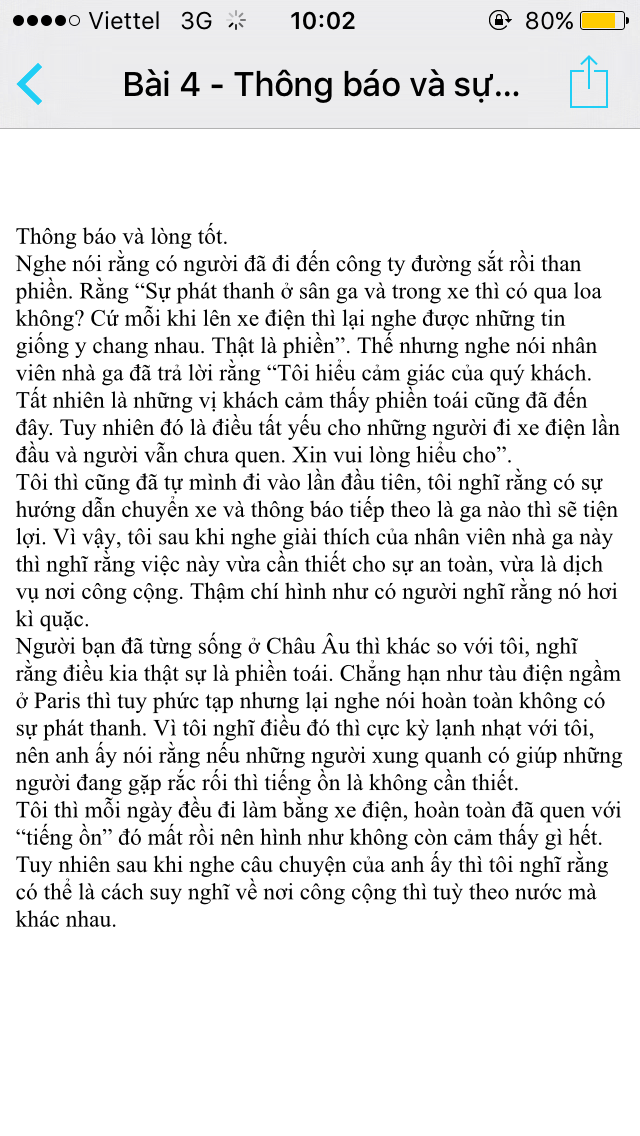 Viettel 3G 10:02 80%
Bài 4 - Thông báo và sự...
Thông báo và lòng tốt.
Nghe nói rằng có người đã đi đến công ty đường sắt rồi than
phiền. Rằng “Sự phát thanh ở sân ga và trong xe thì có qua loa
không? Cứ mỗi khi lên xe điện thì lại nghe được những tin
giống y chang nhau. Thật là phiền”. Thế nhưng nghe nói nhân
viên nhà ga đã trả lời rằng “Tôi hiểu cảm giác của quý khách.
Tất nhiên là những vị khách cảm thấy phiền toái cũng đã đến
đây. Tuy nhiên đó là điều tất yếu cho những người đi xe điện lần
đầu và người vẫn chưa quen. Xin vui lòng hiểu cho”.
Tôi thì cũng đã tự mình đi vào lần đầu tiên, tôi nghĩ rằng có sự
hướng dẫn chuyển xe và thông báo tiếp theo là ga nào thì sẽ tiện
lợi. Vì vậy, tôi sau khi nghe giài thích của nhân viên nhà ga này
thì nghĩ rằng việc này vừa cần thiết cho sự an toàn, vừa là dịch
vụ nơi công cộng. Thậm chí hình như có người nghĩ rằng nó hơi
kì quặc.
Người bạn đã từng sống ở Châu Âu thì khác so với tôi, nghĩ
rằng điều kia thật sự là phiền toái. Chẳng hạn như tàu điện ngầm
ở Paris thì tuy phức tạp nhưng lại nghe nói hoàn toàn không có
sự phát thanh. Vì tôi nghĩ điều đó thì cực kỳ lạnh nhạt với tôi,
nên anh ấy nói rằng nếu những người xung quanh có giúp những
người đang gặp rắc rối thì tiếng ồn là không cần thiết.
Tôi thì mỗi ngày đều đi làm bằng xe điện, hoàn toàn đã quen với
“tiếng ồn” đó mất rồi nên hình như không còn cảm thấy gì hết.
Tuy nhiên sau khi nghe câu chuyện của anh ấy thì tôi nghĩ rằng
có thể là cách suy nghĩ về nơi công cộng thì tuỳ theo nước mà
khác nhau.